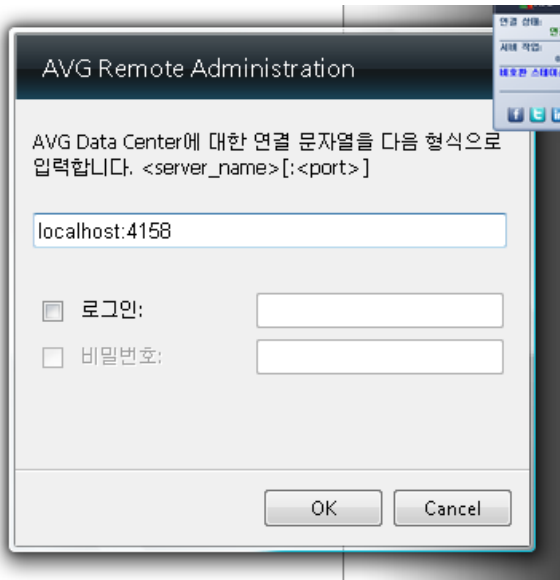 연결 상태:
AVG Remote Administration
서버 작업:
AVG Data Center에 대한 연결 문자열을 다음 형식으로
입력합니다. <server_name>[:<port>]
localhost:4158
로그인:
비밀번호:
OK
Cancel